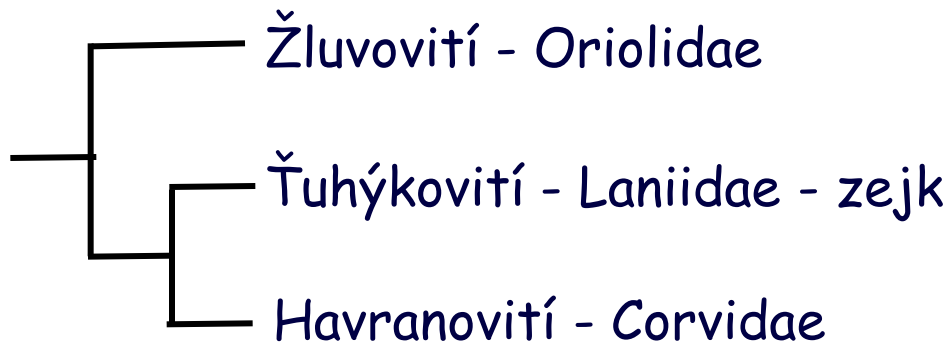 Žluvovití - Oriolidae
Ťuhýkovití - Laniidae - zejk
Havranovití - Corvidae